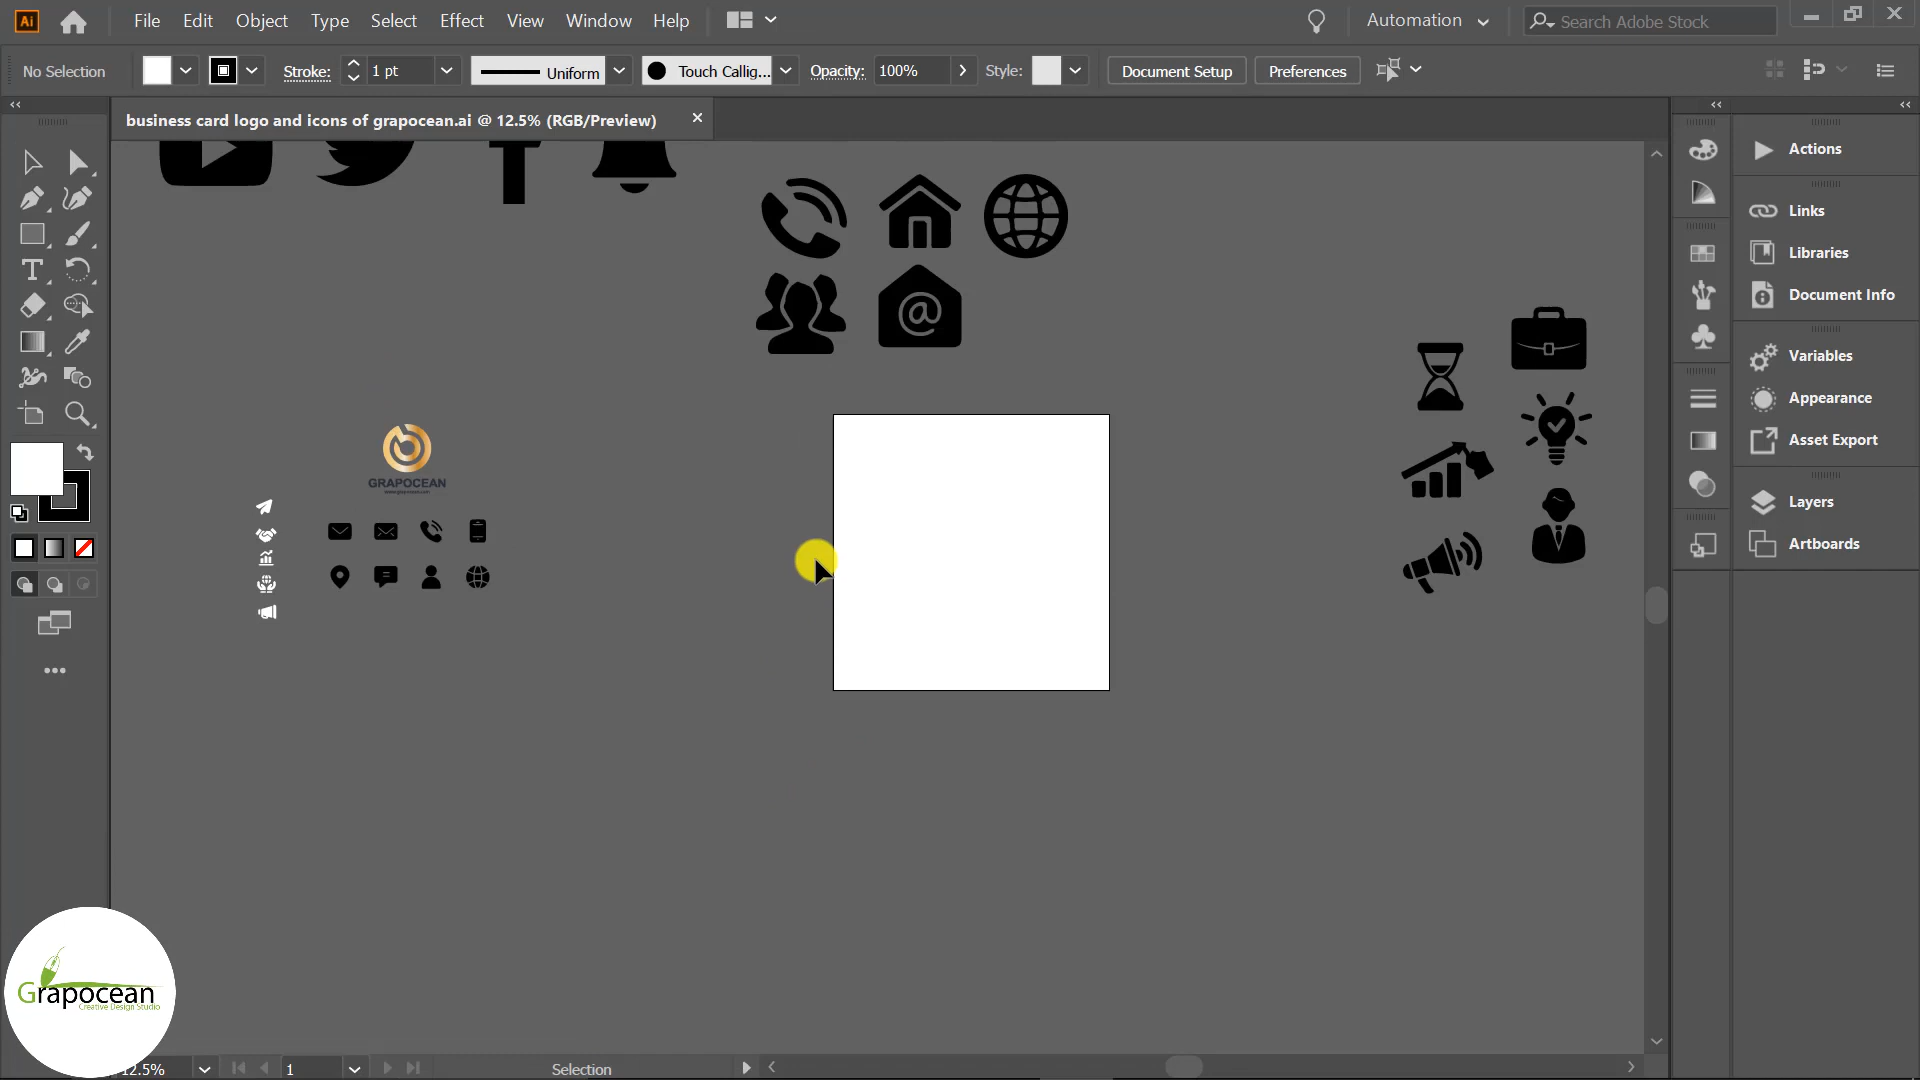 Ai File Edit Object Type Select Effect View Window Help Automation Search Adobe Stock
No Selection Stroke: 1 pt Uniform Touch Callig... Opacity: 100% Style: Document Setup Preferences
business card logo and icons of grapocean.ai @ 12.5% (RGB/Preview)
Actions
Links
Libraries
Document Info
Variables
Appearance
Asset Export
Layers
Artboards
@
GRAPOCEAN
www.grapocean.com
Grapocean
Creative Design Studio
12.5% 1 Selection